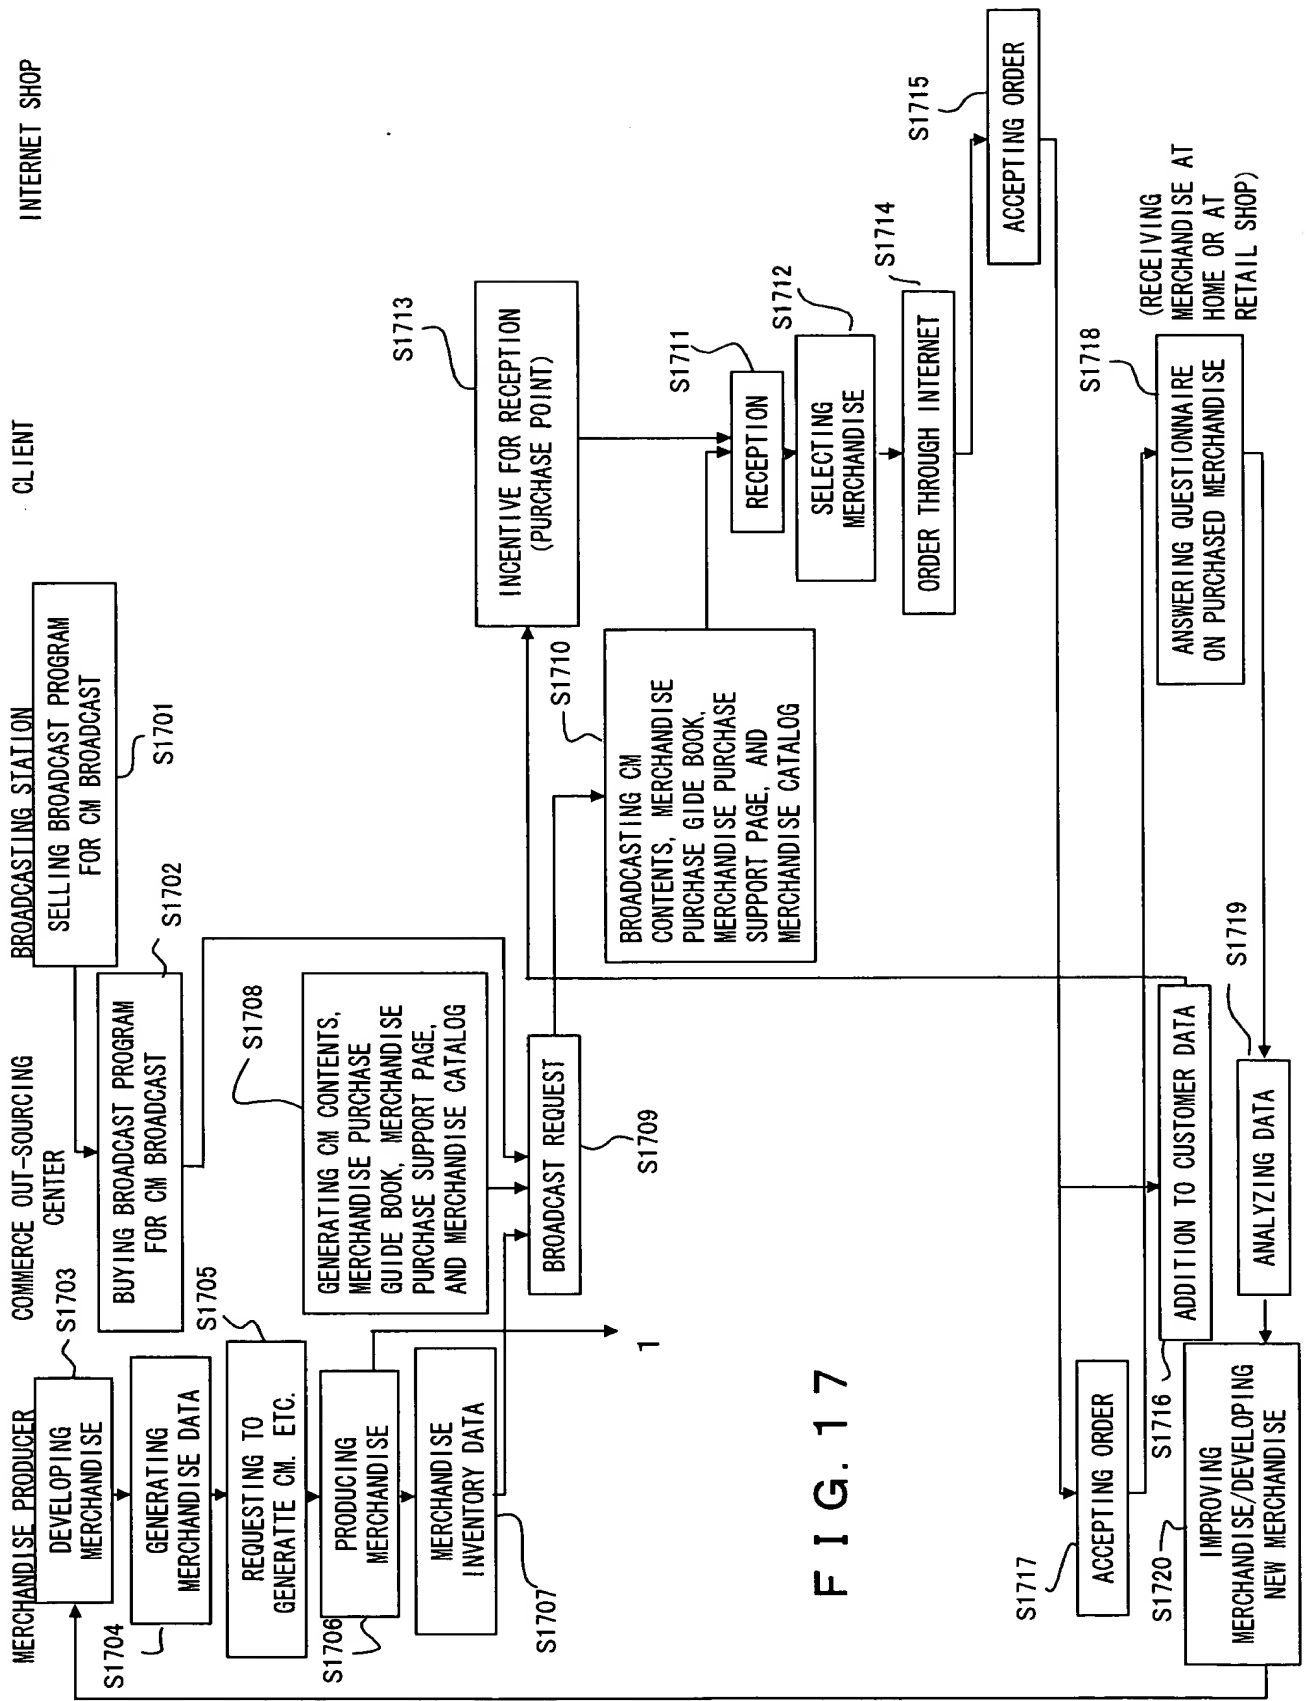 MERCHANDISE PRODUCER
COMMERCE OUT-SOURCING
CENTER
BROADCASTING STATION
CLIENT
INTERNET SHOP
SELLING BROADCAST PROGRAM
FOR CM BROADCAST
S1701
BUYING BROADCAST PROGRAM
FOR CM BROADCAST
S1702
DEVELOPING
MERCHANDISE
S1703
GENERATING
MERCHANDISE DATA
S1704
REQUESTING TO
GENERATTE CM. ETC.
S1705
PRODUCING
MERCHANDISE
S1706
MERCHANDISE
INVENTORY DATA
S1707
GENERATING CM CONTENTS,
MERCHANDISE PURCHASE
GUIDE BOOK, MERCHANDISE
PURCHASE SUPPORT PAGE,
AND MERCHANDISE CATALOG
S1708
BROADCAST REQUEST
S1709
1
BROADCASTING CM
CONTENTS, MERCHANDISE
PURCHASE GIDE BOOK,
MERCHANDISE PURCHASE
SUPPORT PAGE, AND
MERCHANDISE CATALOG
S1710
INCENTIVE FOR RECEPTION
(PURCHASE POINT)
S1713
RECEPTION
S1711
SELECTING
MERCHANDISE
S1712
ORDER THROUGH INTERNET
S1714
ACCEPTING ORDER
S1715
ACCEPTING ORDER
S1717
ADDITION TO CUSTOMER DATA
S1716
ANSWERING QUESTIONNAIRE
ON PURCHASED MERCHANDISE
S1718
(RECEIVING
MERCHANDISE AT
HOME OR AT
RETAIL SHOP)
ANALYZING DATA
S1719
IMPROVING
MERCHANDISE/DEVELOPING
NEW MERCHANDISE
S1720
FIG. 17